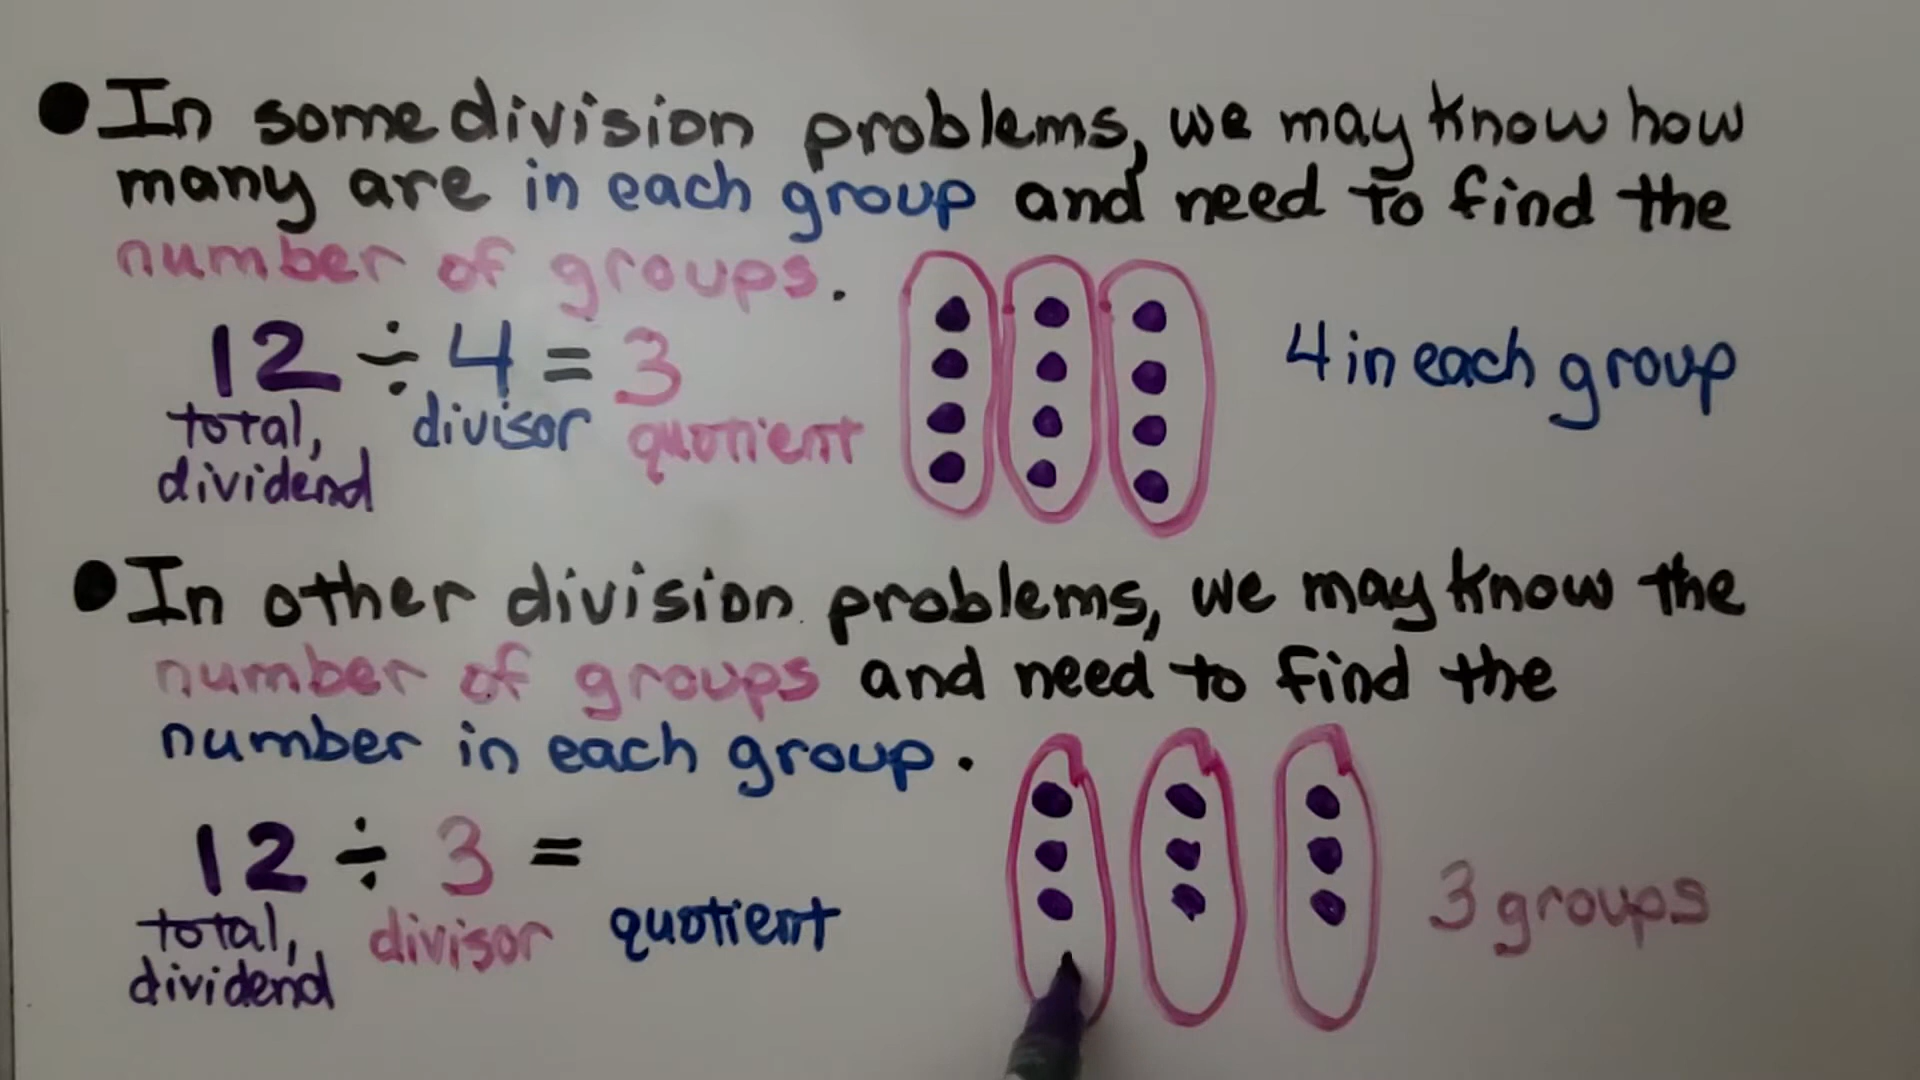 ●In some division problems, we may know how
many are in each group and need to find the
number of groups.
12 ÷ 4 = 3
total, divisor quotient
dividend
4 in each group
●In other division problems, we may know the
number of groups and need to find the
number in each group.
12 ÷ 3 =
total, divisor quotient
dividend
3 groups